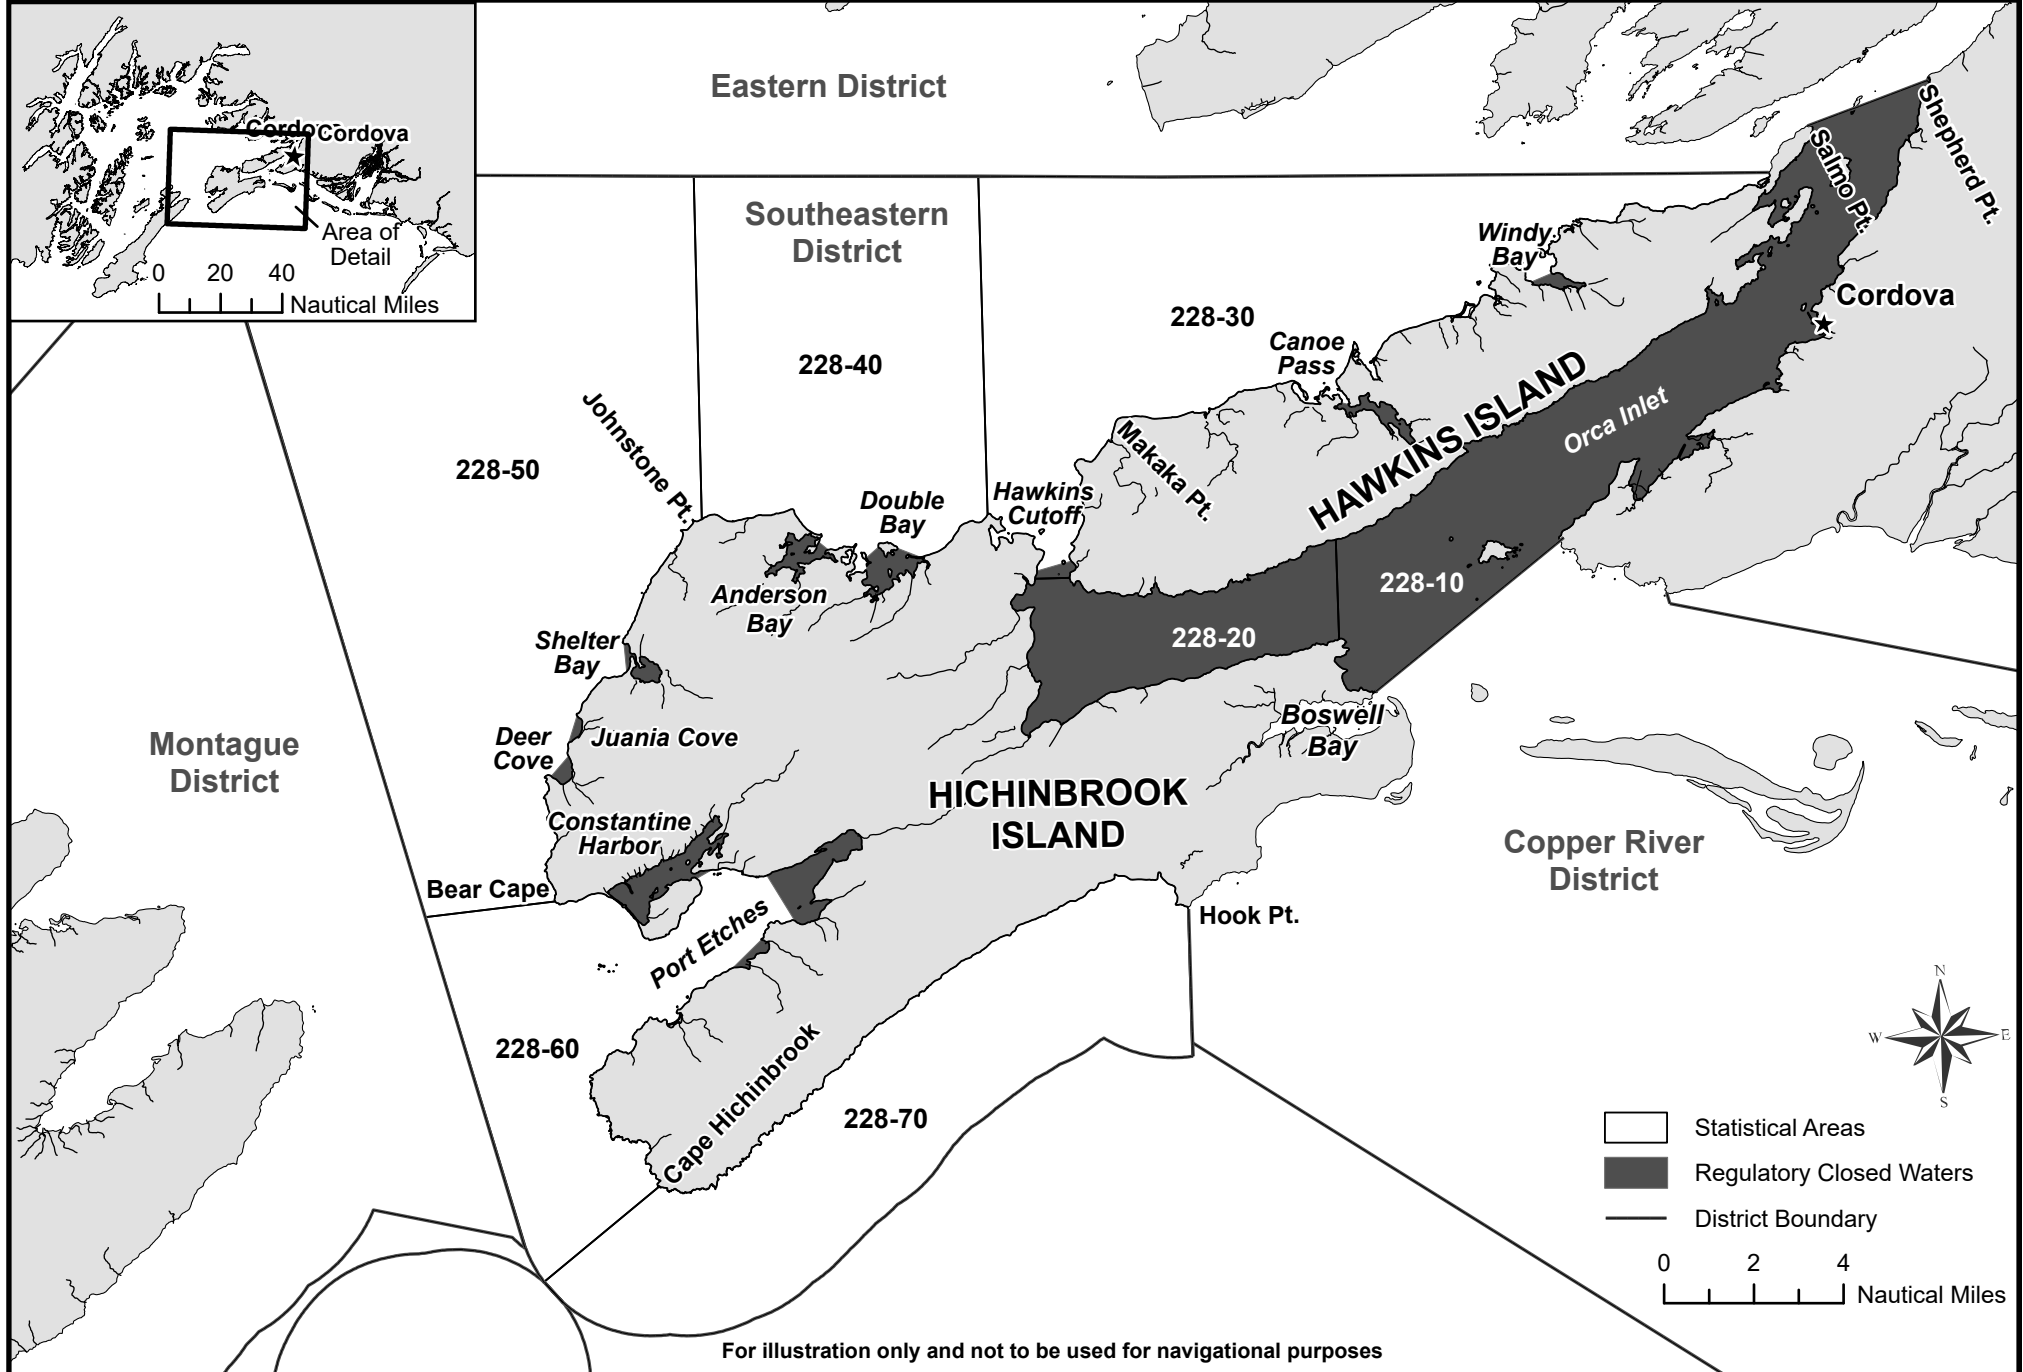 Cordova
Cordova
Area of
Detail
0 20 40
Nautical Miles
Eastern District
Southeastern
District
228-30
228-40
228-50
Johnstone Pt.
Windy
Bay
Canoe
Pass
Makaka Pt.
HAWKINS ISLAND
Orca Inlet
Salmo Pt.
Shepherd Pt.
Cordova
Hawkins
Cutoff
Double
Bay
Anderson
Bay
Shelter
Bay
228-10
228-20
Deer
Cove
Juania Cove
Boswell
Bay
Montague
District
HICHINBROOK
ISLAND
Constantine
Harbor
Copper River
District
Bear Cape
Port Etches
Hook Pt.
228-60
Cape Hichinbrook
228-70
N
W E
S
Statistical Areas
Regulatory Closed Waters
District Boundary
0 2 4
Nautical Miles
For illustration only and not to be used for navigational purposes